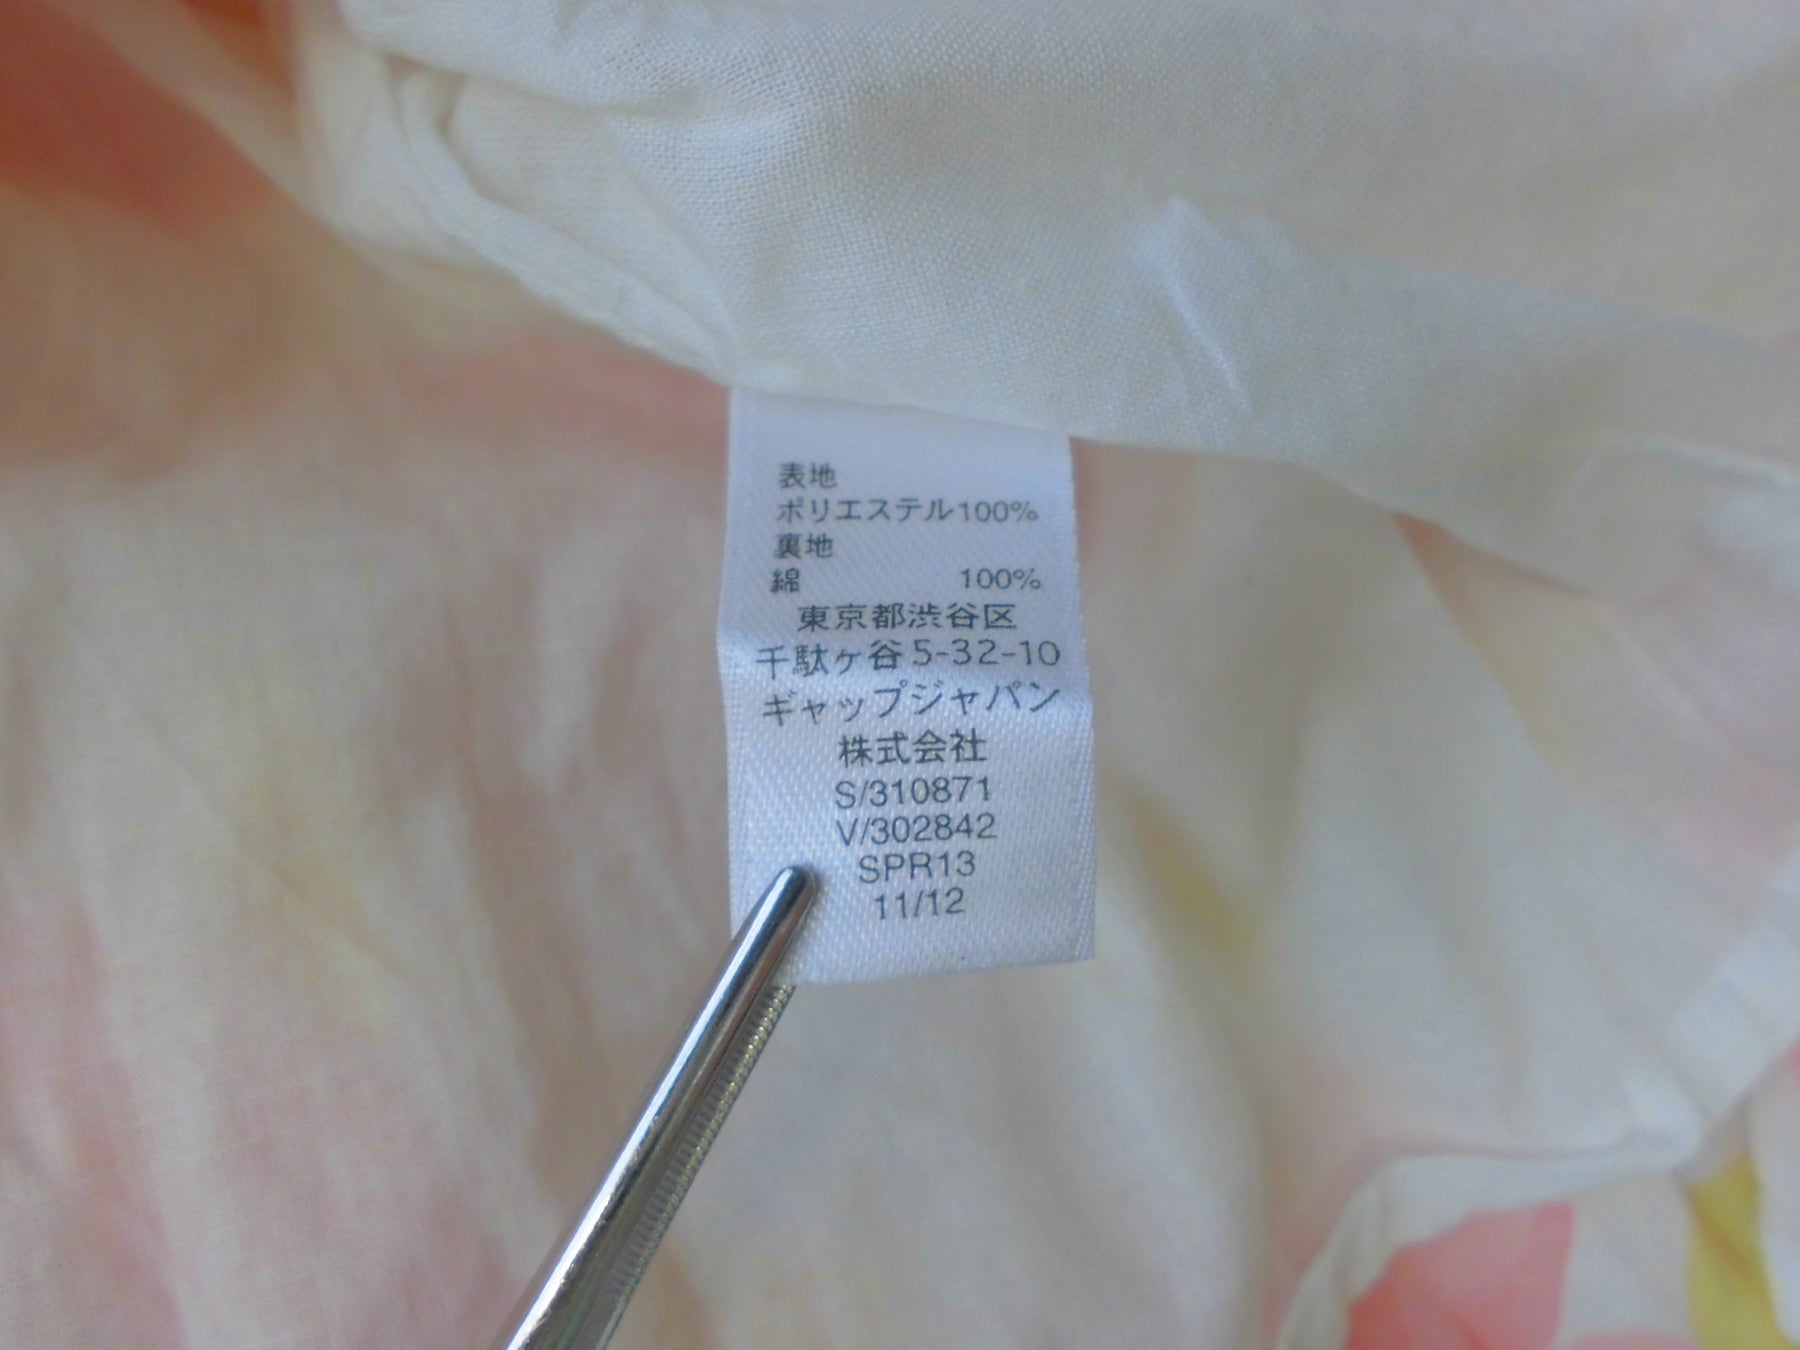 表地
ポリエステル100%
裏地
綿 100%
東京都渋谷区
千駄ヶ谷5-32-10
ギャップジャパン
株式会社
S/310871
V/302842
SPR13
11/12